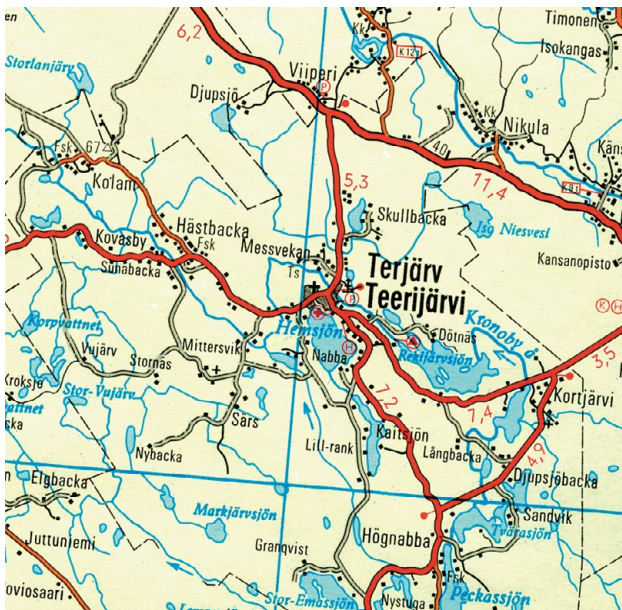 Timonen
Isokangas
Kk
6,2
K 121
Storlanjärv
Viiperi
P
Djupsjö
Kk
Nikula
Fsk
67
40
Kolam
5,3
11,4
K91
Skullbacka
Isg Niesvesi
Hästbacka
Fsk
Kovasby
Messvekan
Kansanopisto
Sunabacka
Ts
Terjärv
Teerijärvi
P
K
H
Korpvattnet
Hemsjön
Dötnäs
Kronoby å
Vujärv
Mittersvik
H
Rekijärvsjön
3,5
Stornäs
Nabba
Kroksjö
Stor-Vujärv
Kortjärvi
7,2
7,4
Särs
Kaitsjön
Lill-rank
Långbacka
4,9
Nybacka
Djupsjöbacka
Elgbacka
Sandvik
Markjärvsjön
Tvärasjön
Juttuniemi
Högnabba
Granqvist
Fsk
Peckassjön
Stor-Emässjön
Nystuga